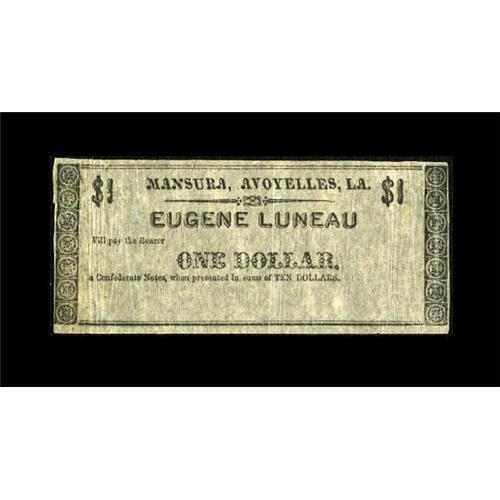 $1 MANSURA, AVOYELLES, LA. $1
EUGENE LUNEAU
Will pay the Bearer
ONE DOLLAR,
n Confederate Notes, when presented in sums of TEN DOLLARS.